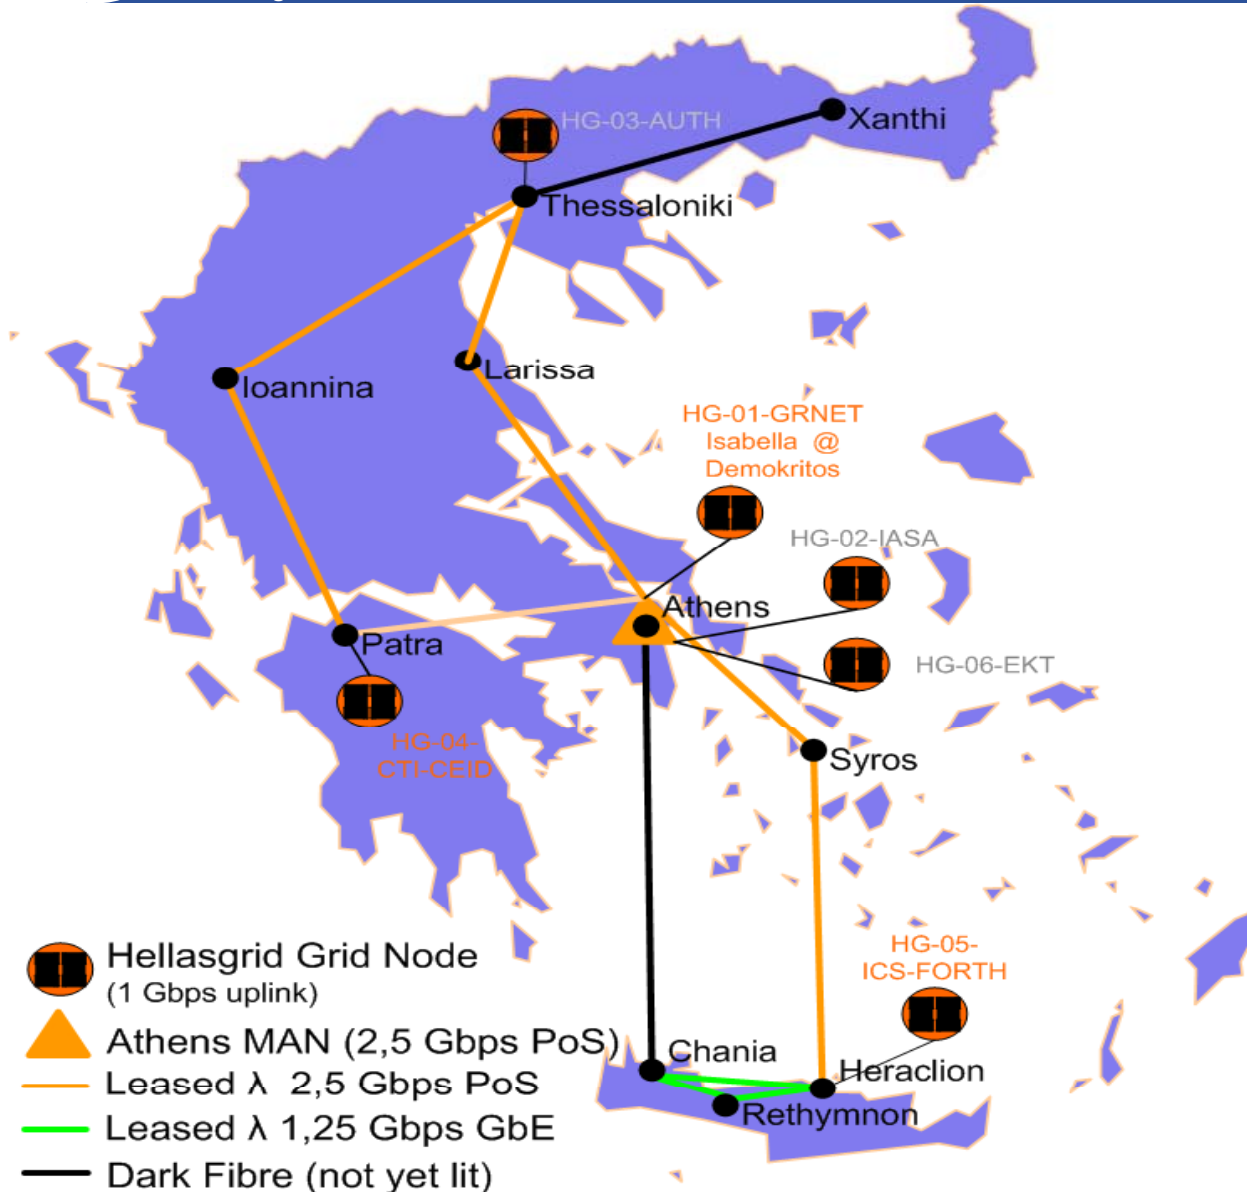 HG-03-AUTH
Xanthi
Thessaloniki
Larissa
Ioannina
HG-01-GRNET
Isabella @
Demokritos
HG-02-IASA
Athens
Patra
HG-06-EKT
HG-04-
CTI-CEID
Syros
HG-05-
ICS-FORTH
Chania
Heraclion
Rethymnon
Hellasgrid Grid Node
(1 Gbps uplink)
Athens MAN (2,5 Gbps PoS)
Leased λ 2,5 Gbps PoS
Leased λ 1,25 Gbps GbE
Dark Fibre (not yet lit)